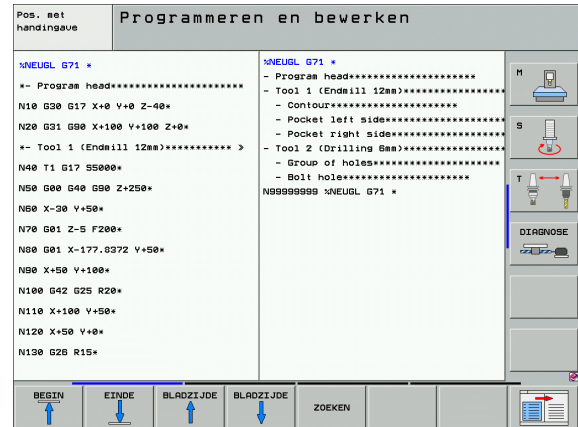 Pos. met
handingave
Programmeren en bewerken
%NEUGL G71 *
*- Program head**********************
N10 G30 G17 X+0 Y+0 Z-40*
N20 G31 G90 X+100 Y+100 Z+0*
*- Tool 1 (Endmill 12mm)*********** »
N40 T1 G17 S5000*
N50 G00 G40 G90 Z+250*
N60 X-30 Y+50*
N70 G01 Z-5 F200*
N80 G01 X-177.8372 Y+50*
N90 X+50 Y+100*
N100 G42 G25 R20*
N110 X+100 Y+50*
N120 X+50 Y+0*
N130 G26 R15*
%NEUGL G71 *
- Program head*********************
- Tool 1 (Endmill 12mm)*****************
- Contour*********************
- Pocket left side*******************
- Pocket right side******************
- Tool 2 (Drilling 6mm)*****************
- Group of holes*********************
- Bolt hole*********************
N99999999 %NEUGL G71 *
M
S
T
DIAGNOSE
BEGIN
EINDE
BLADZIJDE
BLADZIJDE
ZOEKEN